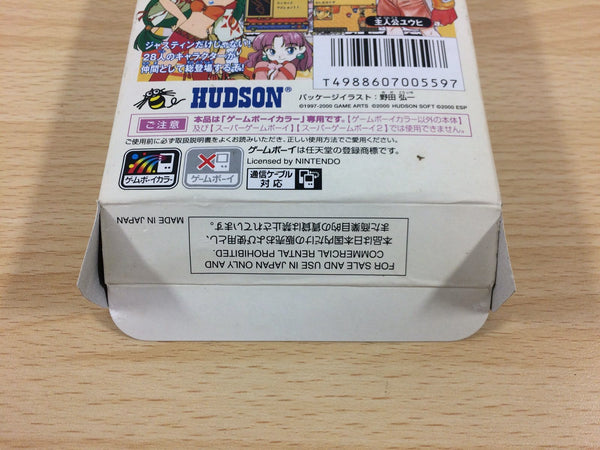 主人公ユウヒ
ジャスティンだけじゃない!
28人のキャラクターが
仲間として総登場するぞ!
T4988607005597
HUDSON®
パッケージイラスト:野田 弘一
©1997-2000 GAME ARTS ©2000 HUDSON SOFT ©2000 ESP
ご注意
本品は「ゲームボーイカラー」専用です。【ゲームボーイカラー以外の本体】
及び【スーパーゲームボーイ】【スーパーゲームボーイ2】では使用できません。
ご使用前に必ず取扱説明書をよくお読みいただき、正しい使用方法でご愛用ください。
ゲームボーイは任天堂の登録商標です。
Licensed by NINTENDO
ゲームボーイカラー
ゲームボーイ
通信ケーブル
対応
MADE IN JAPAN
FOR SALE AND USE IN JAPAN ONLY AND
COMMERCIAL RENTAL PROHIBITED.
本品は日本国内だけの販売および使用とし、
また商業目的の賃貸は禁止されています。